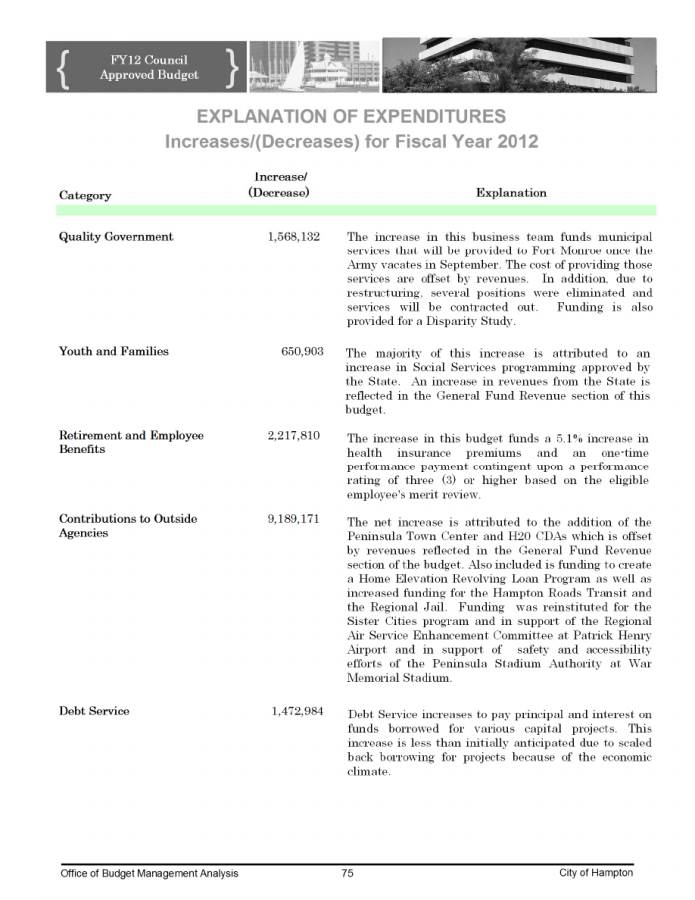 FY12 Council
Approved Budget
EXPLANATION OF EXPENDITURES
Increases/(Decreases) for Fiscal Year 2012
Category
Increase/
(Decrease)
Explanation
Quality Government
1,568,132
The increase in this business team funds municipal
services that will be provided to Fort Monroe once the
Army vacates in September. The cost of providing those
services are offset by revenues. In addition, due to
restructuring, several positions were eliminated and
services will be contracted out. Funding is also
provided for a Disparity Study.
Youth and Families
650,903
The majority of this increase is attributed to an
increase in Social Services programming approved by
the State. An increase in revenues from the State is
reflected in the General Fund Revenue section of this
budget.
Retirement and Employee
Benefits
2,217,810
The increase in this budget funds a 5.1% increase in
health insurance premiums and an one-time
performance payment contingent upon a performance
rating of three (3) or higher based on the eligible
employee's merit review.
Contributions to Outside
Agencies
9,189,171
The net increase is attributed to the addition of the
Peninsula Town Center and H20 CDAs which is offset
by revenues reflected in the General Fund Revenue
section of the budget. Also included is funding to create
a Home Elevation Revolving Loan Program as well as
increased funding for the Hampton Roads Transit and
the Regional Jail. Funding was reinstituted for the
Sister Cities program and in support of the Regional
Air Service Enhancement Committee at Patrick Henry
Airport and in support of safety and accessibility
efforts of the Peninsula Stadium Authority at War
Memorial Stadium.
Debt Service
1,472,984
Debt Service increases to pay principal and interest on
funds borrowed for various capital projects. This
increase is less than initially anticipated due to scaled
back borrowing for projects because of the economic
climate.
Office of Budget Management Analysis
75
City of Hampton